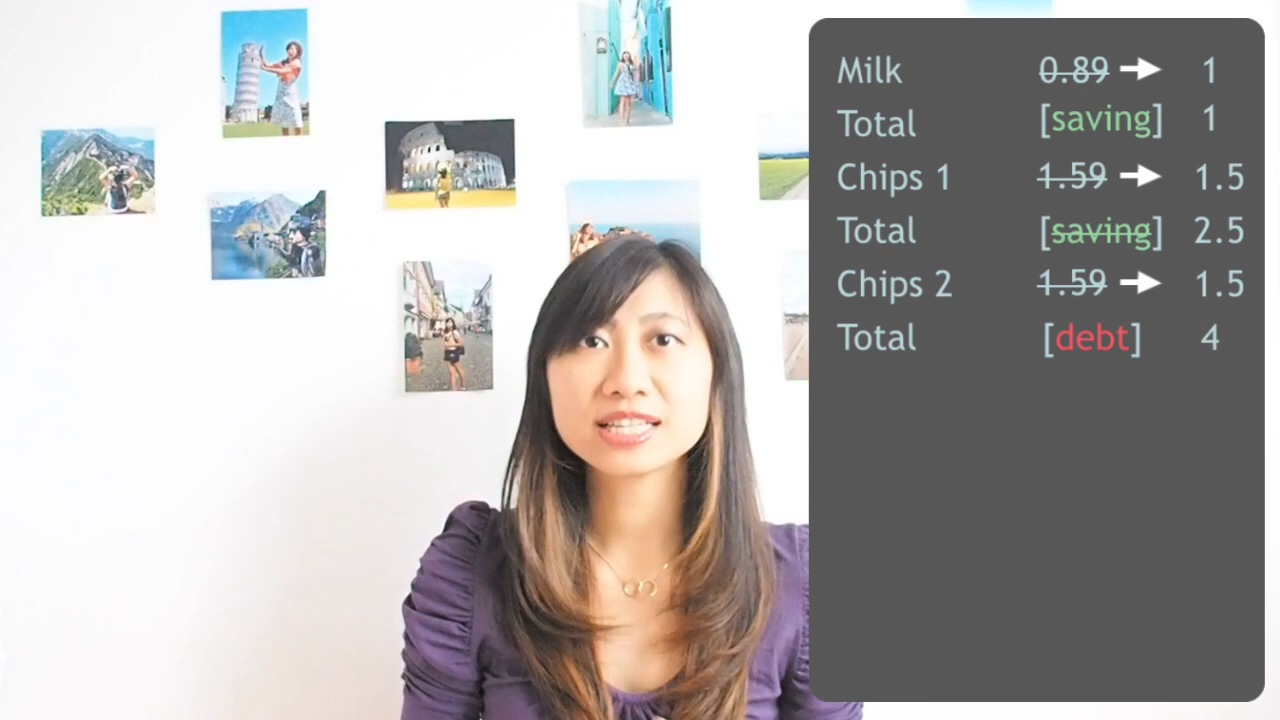 Milk 0.89 → 1
Total [saving] 1
Chips 1 1.59 → 1.5
Total [saving] 2.5
Chips 2 1.59 → 1.5
Total [debt] 4